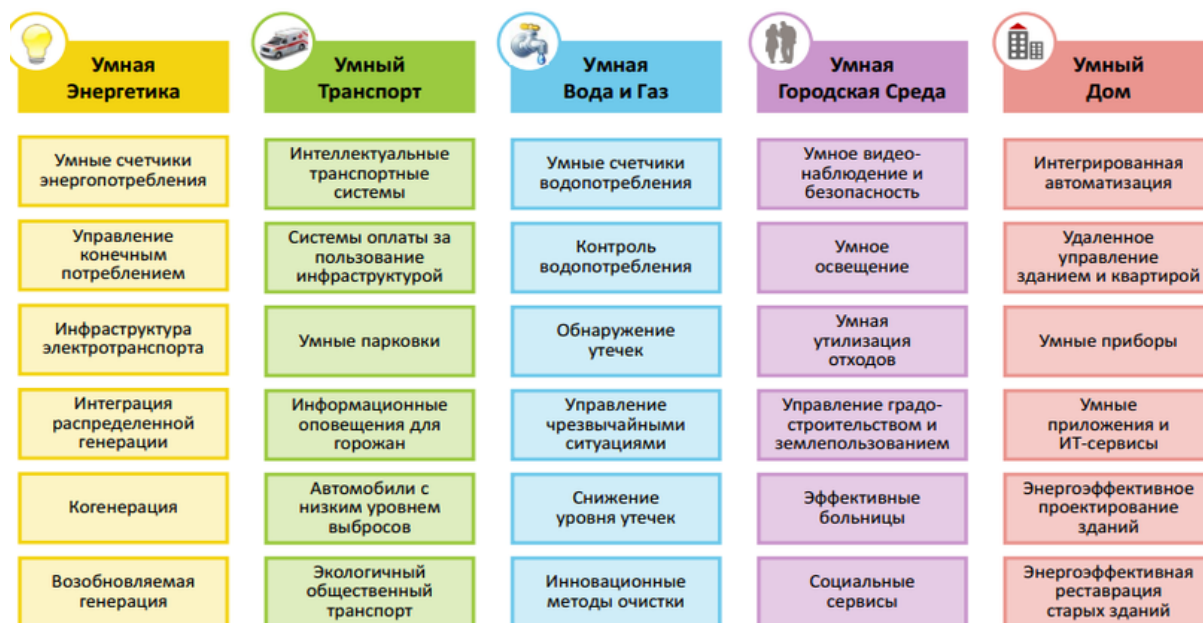 Умная
Энергетика
Умные счетчики
энергопотребления
Управление
конечным
потреблением
Инфраструктура
электротранспорта
Интеграция
распределенной
генерации
Когенерация
Возобновляемая
генерация
Умный
Транспорт
Интеллектуальные
транспортные
системы
Системы оплаты за
пользование
инфраструктурой
Умные парковки
Информационные
оповещения для
горожан
Автомобили с
низким уровнем
выбросов
Экологичный
общественный
транспорт
Умная
Вода и Газ
Умные счетчики
водопотребления
Контроль
водопотребления
Обнаружение
утечек
Управление
чрезвычайными
ситуациями
Снижение
уровня утечек
Инновационные
методы очистки
Умная
Городская Среда
Умное видео-
наблюдение и
безопасность
Умное
освещение
Умная
утилизация
отходов
Управление градо-
строительством и
землепользованием
Эффективные
больницы
Социальные
сервисы
Умный
Дом
Интегрированная
автоматизация
Удаленное
управление
зданием и квартирой
Умные приборы
Умные
приложения и
ИТ-сервисы
Энергоэффективное
проектирование
зданий
Энергоэффективная
реставрация
старых зданий